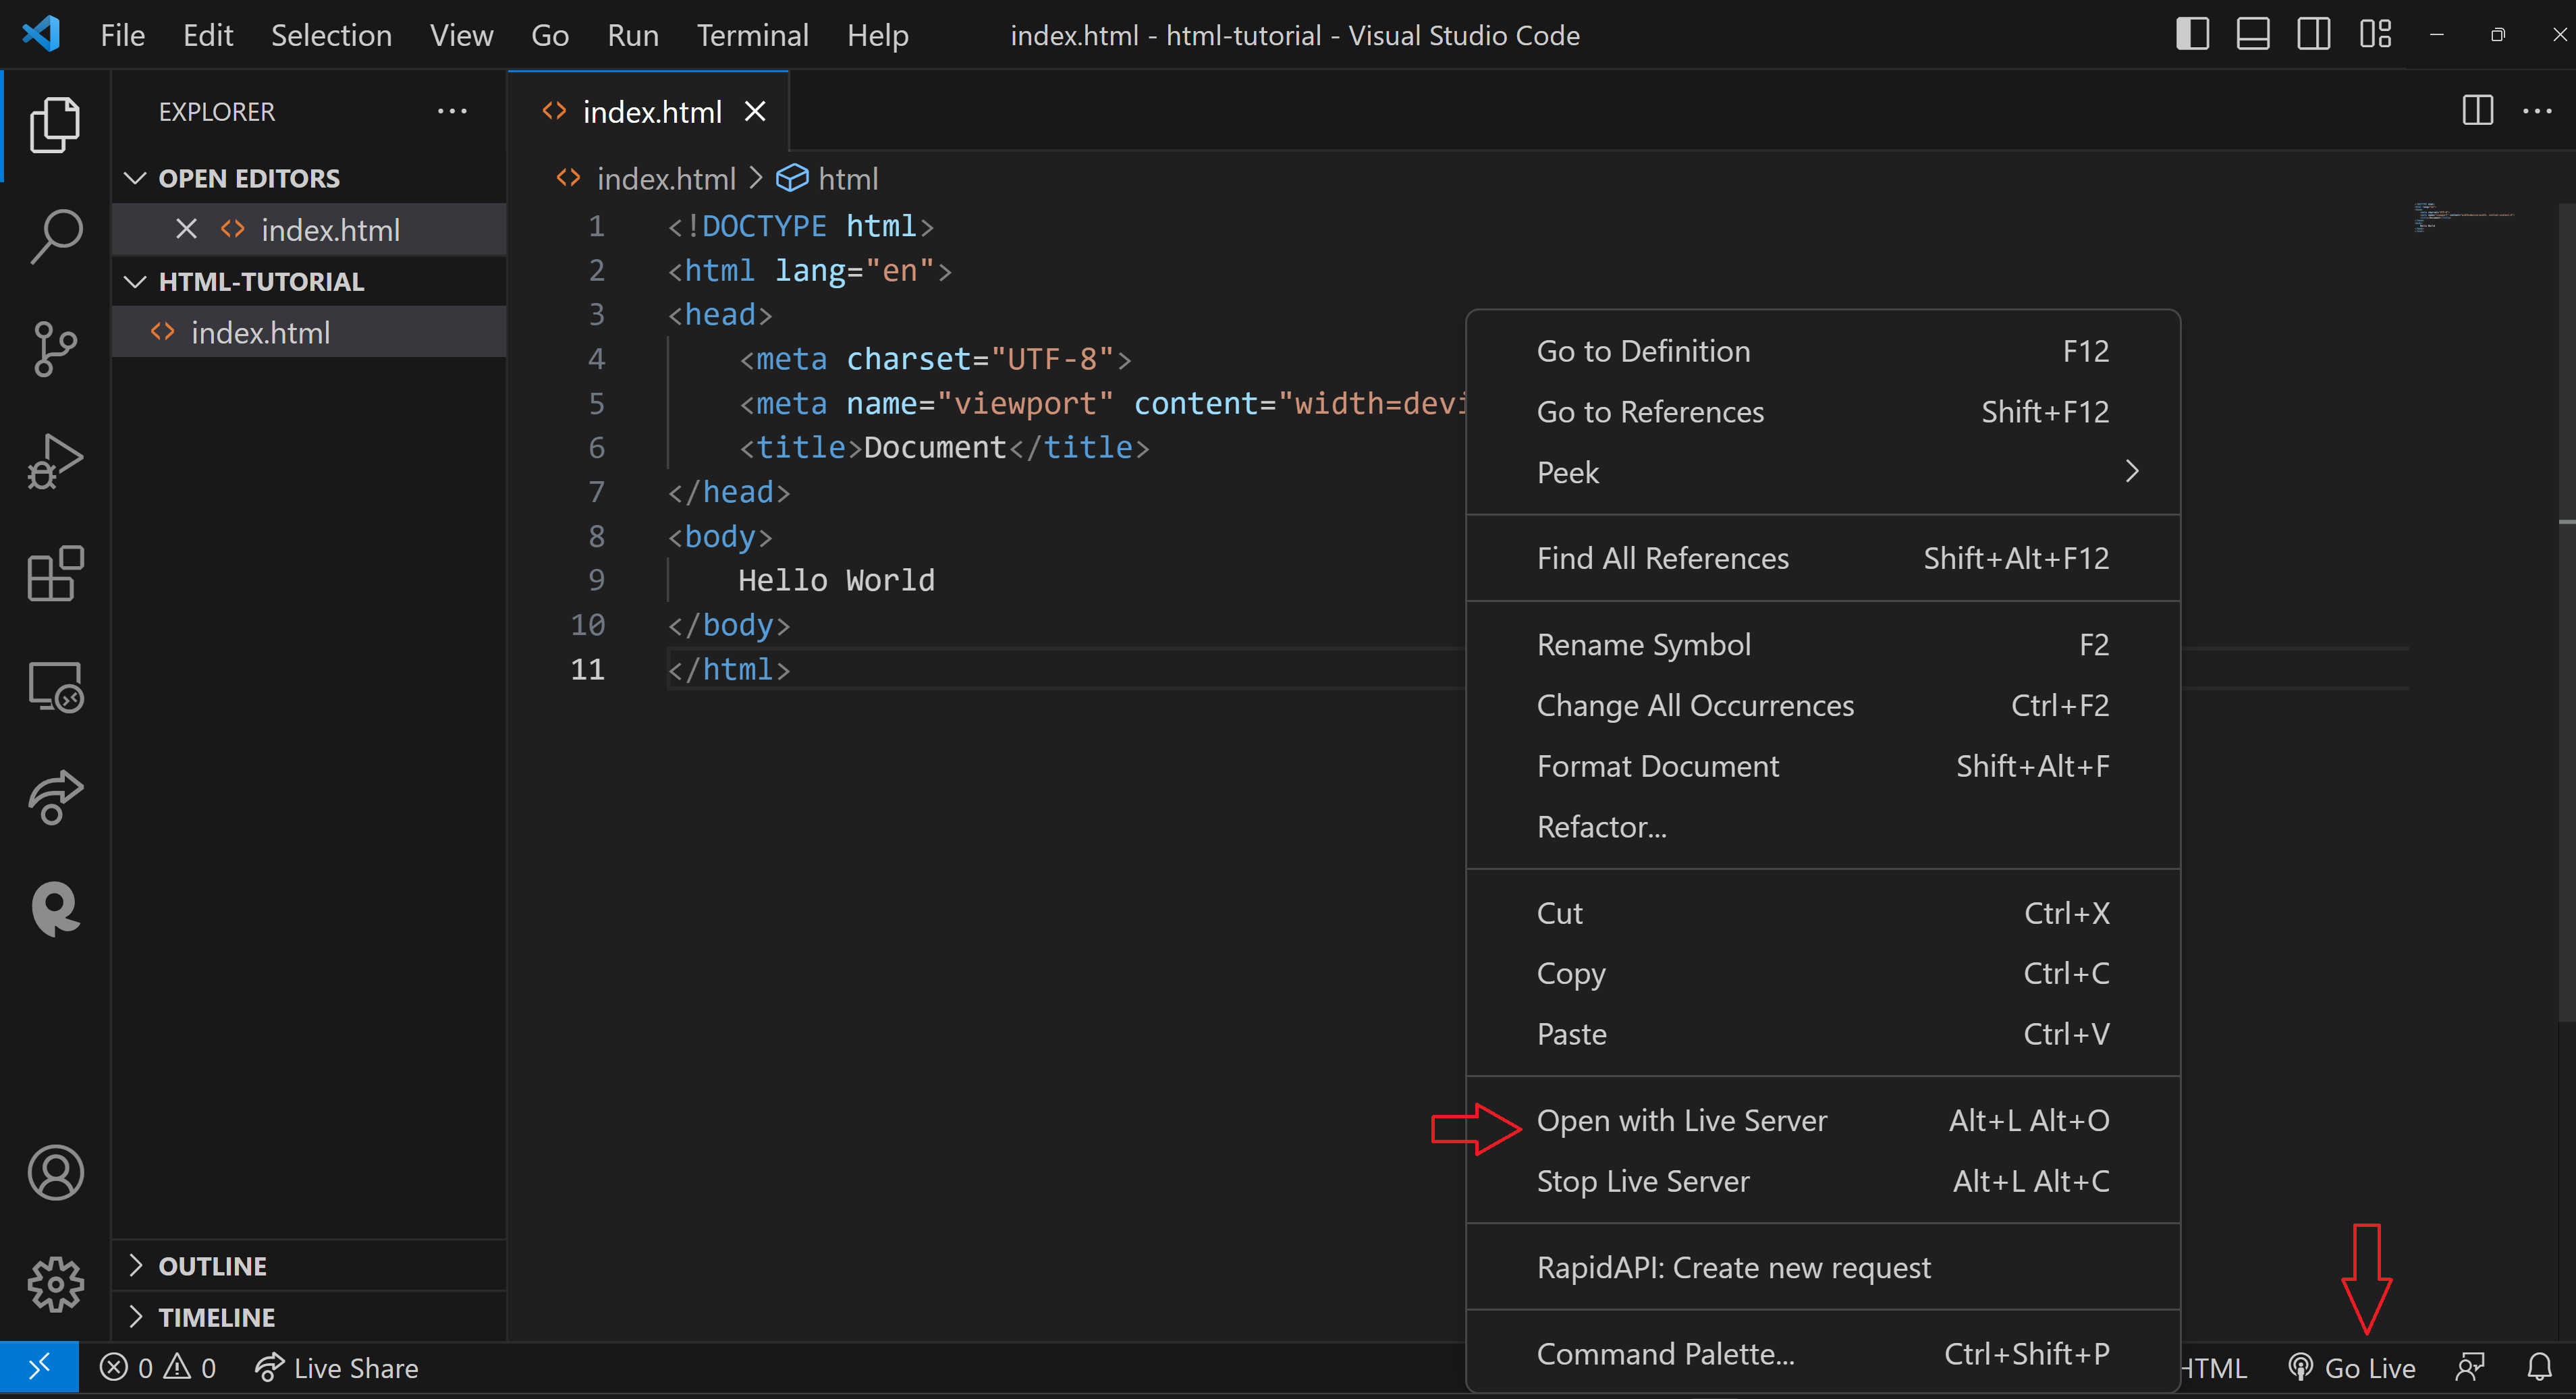 File Edit Selection View Go Run Terminal Help index.html - html-tutorial - Visual Studio Code
EXPLORER
OPEN EDITORS
index.html
HTML-TUTORIAL
index.html
OUTLINE
TIMELINE
index.html
index.html > html
1 <!DOCTYPE html>
2 <html lang="en">
3 <head>
4 <meta charset="UTF-8">
5 <meta name="viewport" content="width=devi
6 <title>Document</title>
7 </head>
8 <body>
9 Hello World
10 </body>
11 </html>
Go to Definition F12
Go to References Shift+F12
Peek
Find All References Shift+Alt+F12
Rename Symbol F2
Change All Occurrences Ctrl+F2
Format Document Shift+Alt+F
Refactor...
Cut Ctrl+X
Copy Ctrl+C
Paste Ctrl+V
Open with Live Server Alt+L Alt+O
Stop Live Server Alt+L Alt+C
RapidAPI: Create new request
Command Palette... Ctrl+Shift+P
0 0 Live Share HTML Go Live